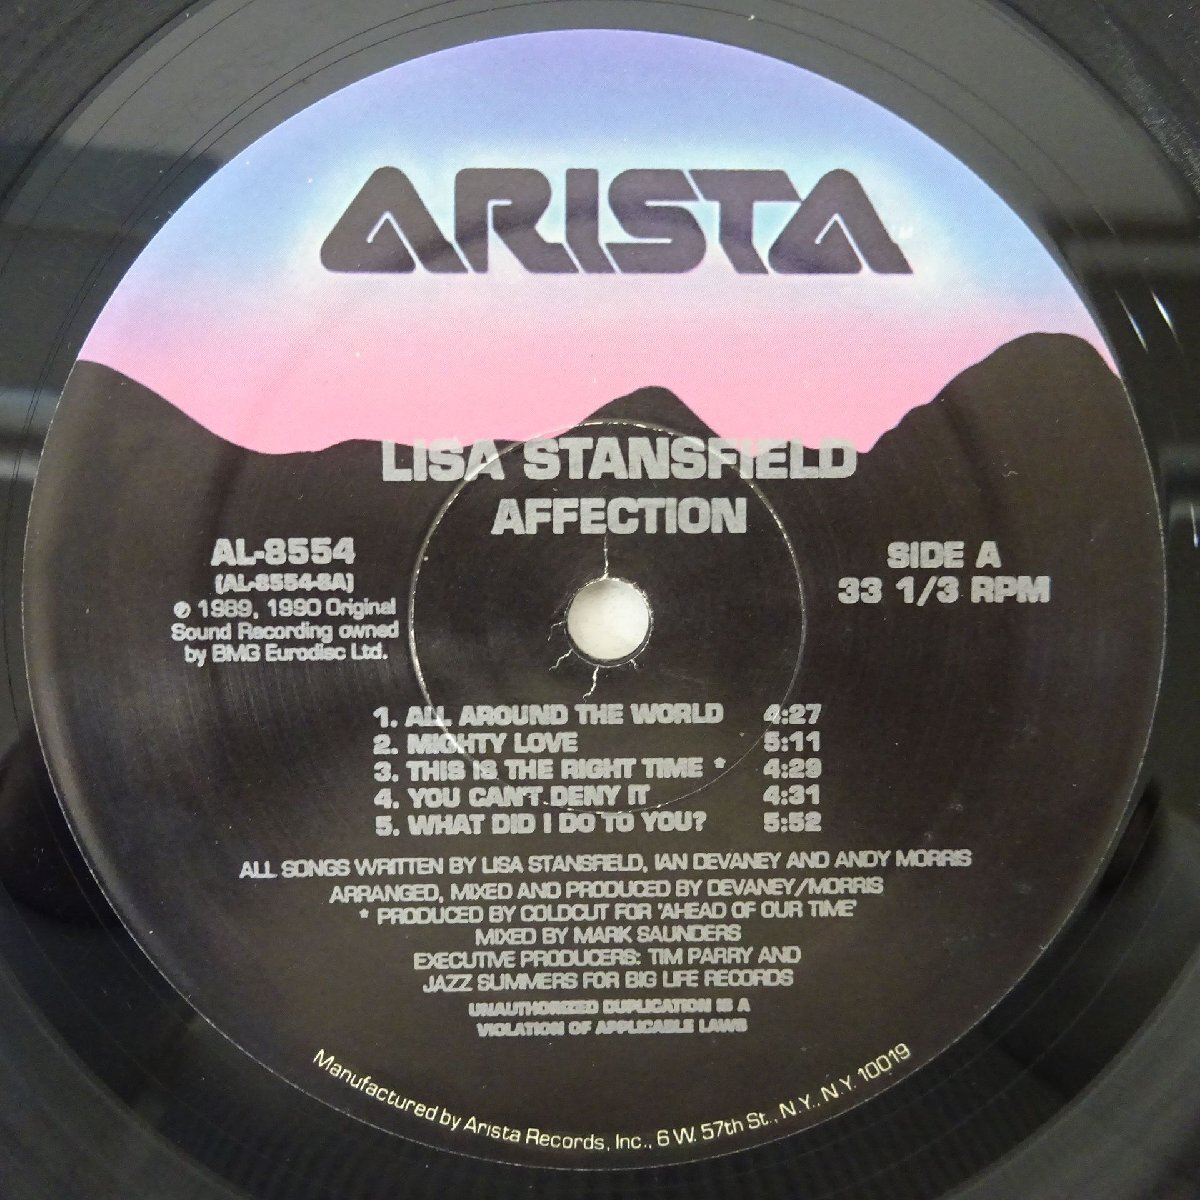 ARISTA
LISA STANSFIELD
AFFECTION
AL-8554
(AL-8554-SA)
℗ 1989, 1990 Original
Sound Recording owned
by BMG Eurodisc Ltd.
SIDE A
33 1/3 RPM
1. ALL AROUND THE WORLD 4:27
2. MIGHTY LOVE 5:11
3. THIS IS THE RIGHT TIME * 4:29
4. YOU CAN'T DENY IT 4:31
5. WHAT DID I DO TO YOU? 5:52
ALL SONGS WRITTEN BY LISA STANSFIELD, IAN DEVANEY AND ANDY MORRIS
ARRANGED, MIXED AND PRODUCED BY DEVANEY/MORRIS
* PRODUCED BY COLDCUT FOR 'AHEAD OF OUR TIME'
MIXED BY MARK SAUNDERS
EXECUTIVE PRODUCERS: TIM PARRY AND
JAZZ SUMMERS FOR BIG LIFE RECORDS
UNAUTHORIZED DUPLICATION IS A
VIOLATION OF APPLICABLE LAWS
Manufactured by Arista Records, Inc., 6 W. 57th St., N.Y., N.Y. 10019